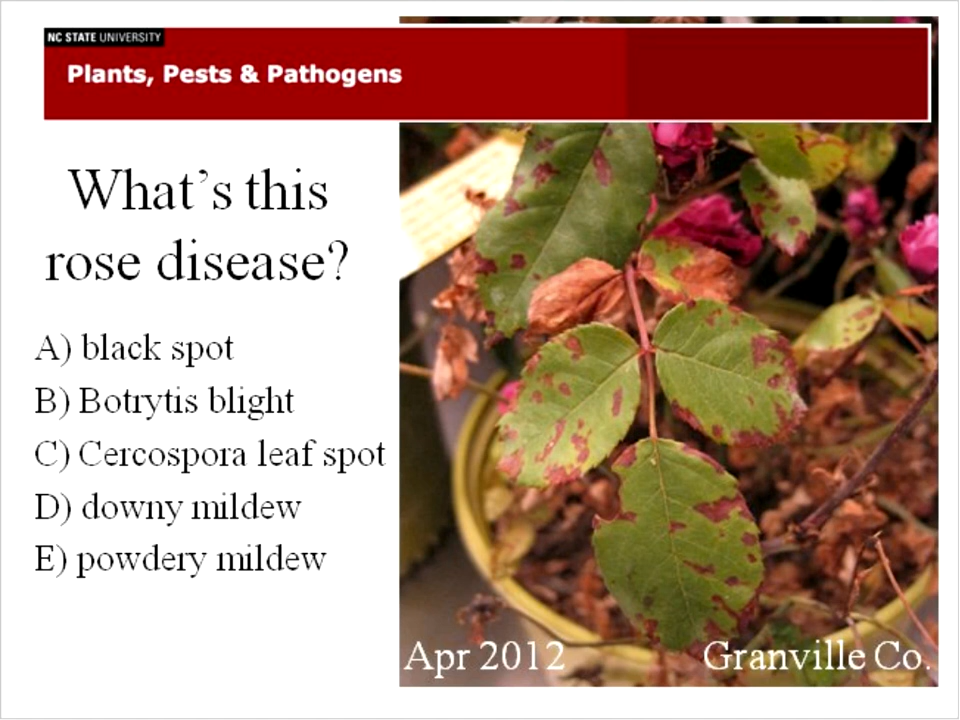 NC STATE UNIVERSITY
Plants, Pests & Pathogens
What's this
rose disease?
A) black spot
B) Botrytis blight
C) Cercospora leaf spot
D) downy mildew
E) powdery mildew
Apr 2012
Granville Co.